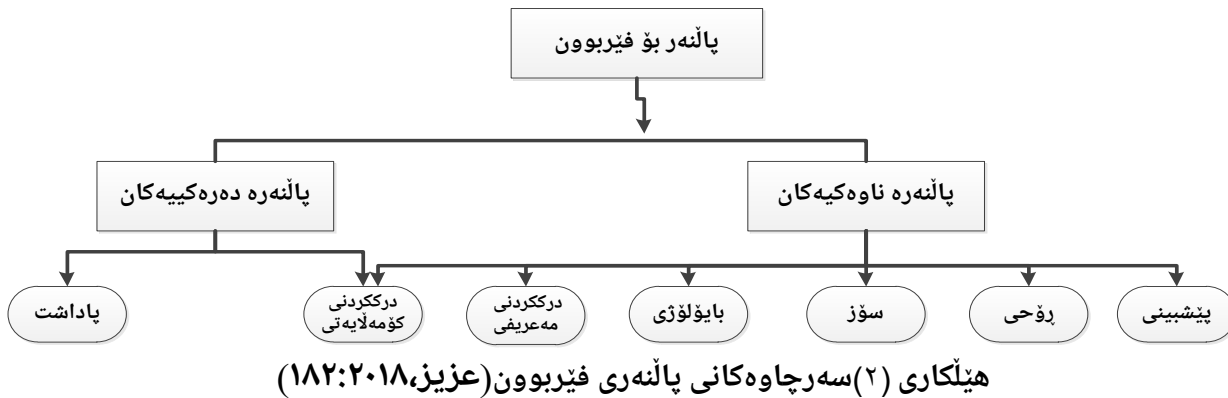 پاڵنەر بۆ فێربوون
پاڵنەرە ناوەکیەکان
پاڵنەرە دەرەکییەکان
پێشبینی
ڕۆحی
سۆز
بایۆلۆژی
درککردنی
مەعریفی
درککردنی
کۆمەڵایەتی
پاداشت
هێڵکاری (٢)سەرچاوەکانی پاڵنەری فێربوون(عزیز،٢٠١٨:١٨٢)